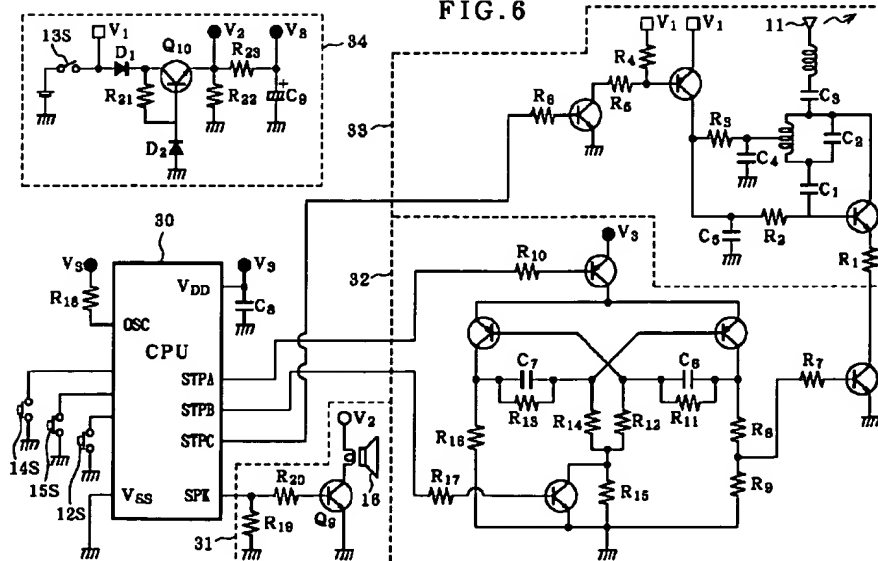 FIG.6
13S
V1
D1
Q10
V2
R23
V3
34
R21
R22
C9
D2
33
V1
V1
R4
R5
R6
11
C3
R3
C4
C2
C1
C5
R2
R1
30
V3
R18
OSC
VDD
V3
C8
CPU
STPA
STPB
STPC
SPK
VSS
14S
15S
12S
31
R19
R20
Q9
V2
16
32
R10
V3
C7
R13
R14
R12
C6
R11
R16
R17
R15
R8
R9
R7